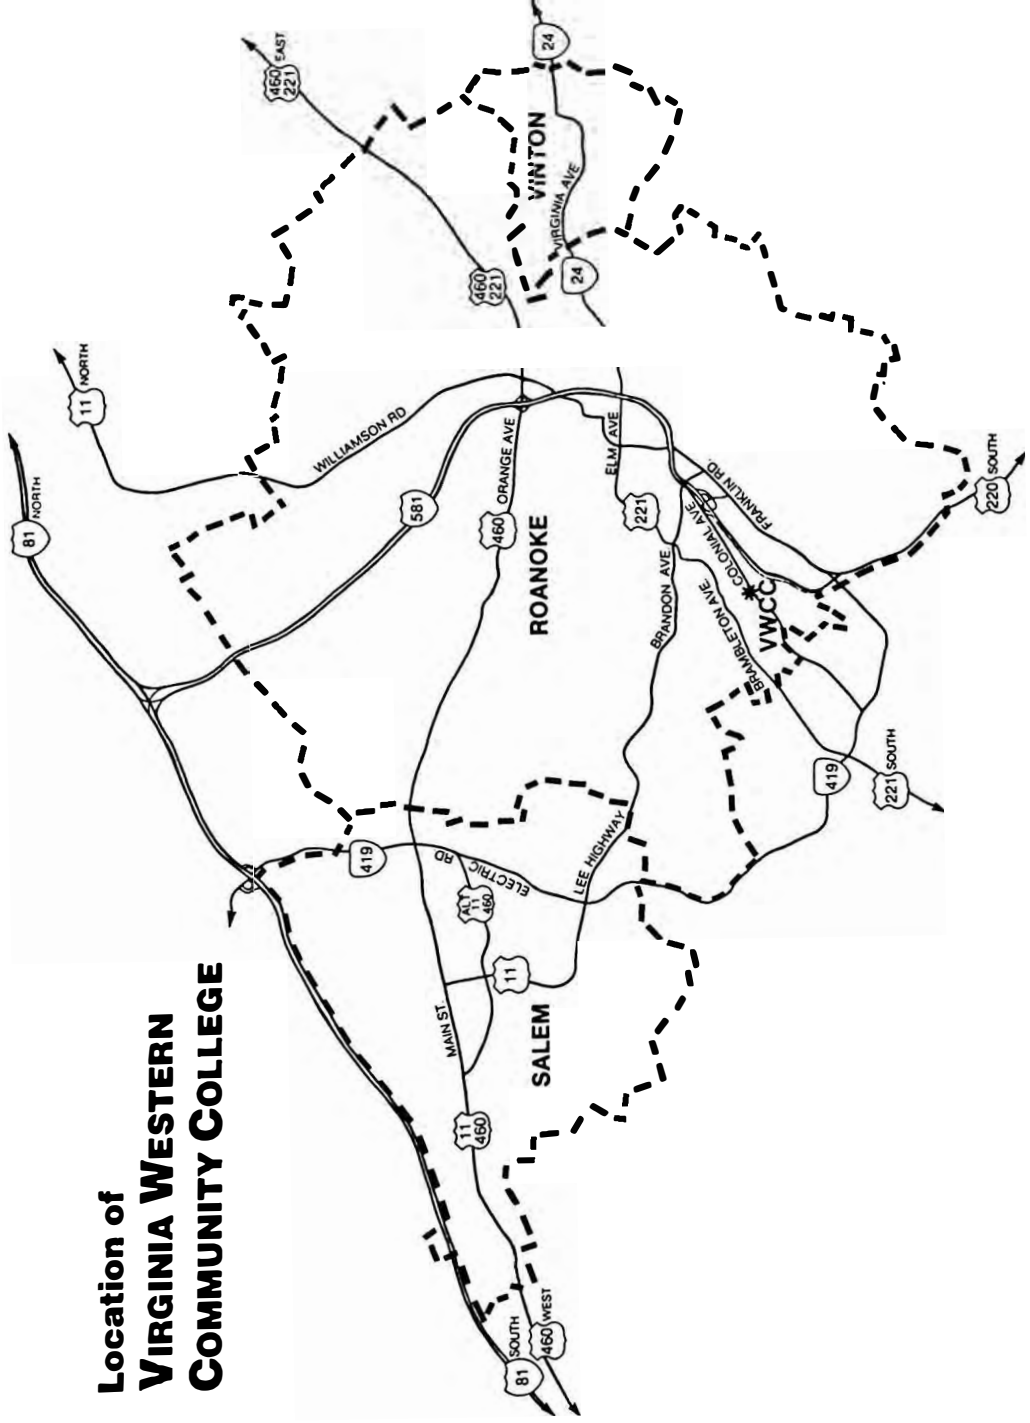 Location of
VIRGINIA WESTERN
COMMUNITY COLLEGE
81
NORTH
11
NORTH
460
221
EAST
24
WILLIAMSON RD
581
460
221
VINTON
VIRGINIA AVE
24
ORANGE AVE
460
ROANOKE
ELM AVE
221
419
ELECTRIC
RD
ALT
11
460
MAIN ST.
11
SALEM
LEE HIGHWAY
BRANDON AVE.
BRAMBLETON AVE.
COLONIAL AVE
FRANKLIN RD.
VWCC
11
460
81
SOUTH
460
WEST
419
221
SOUTH
220
SOUTH